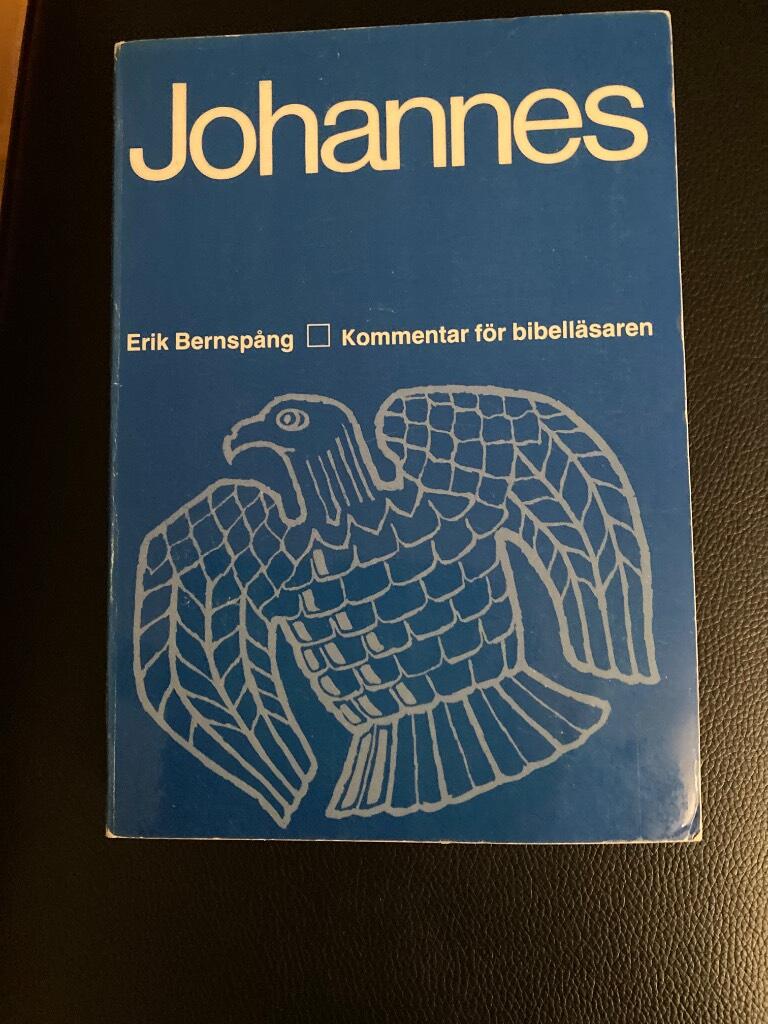 Johannes
Erik Bernspång □ Kommentar för bibelläsaren